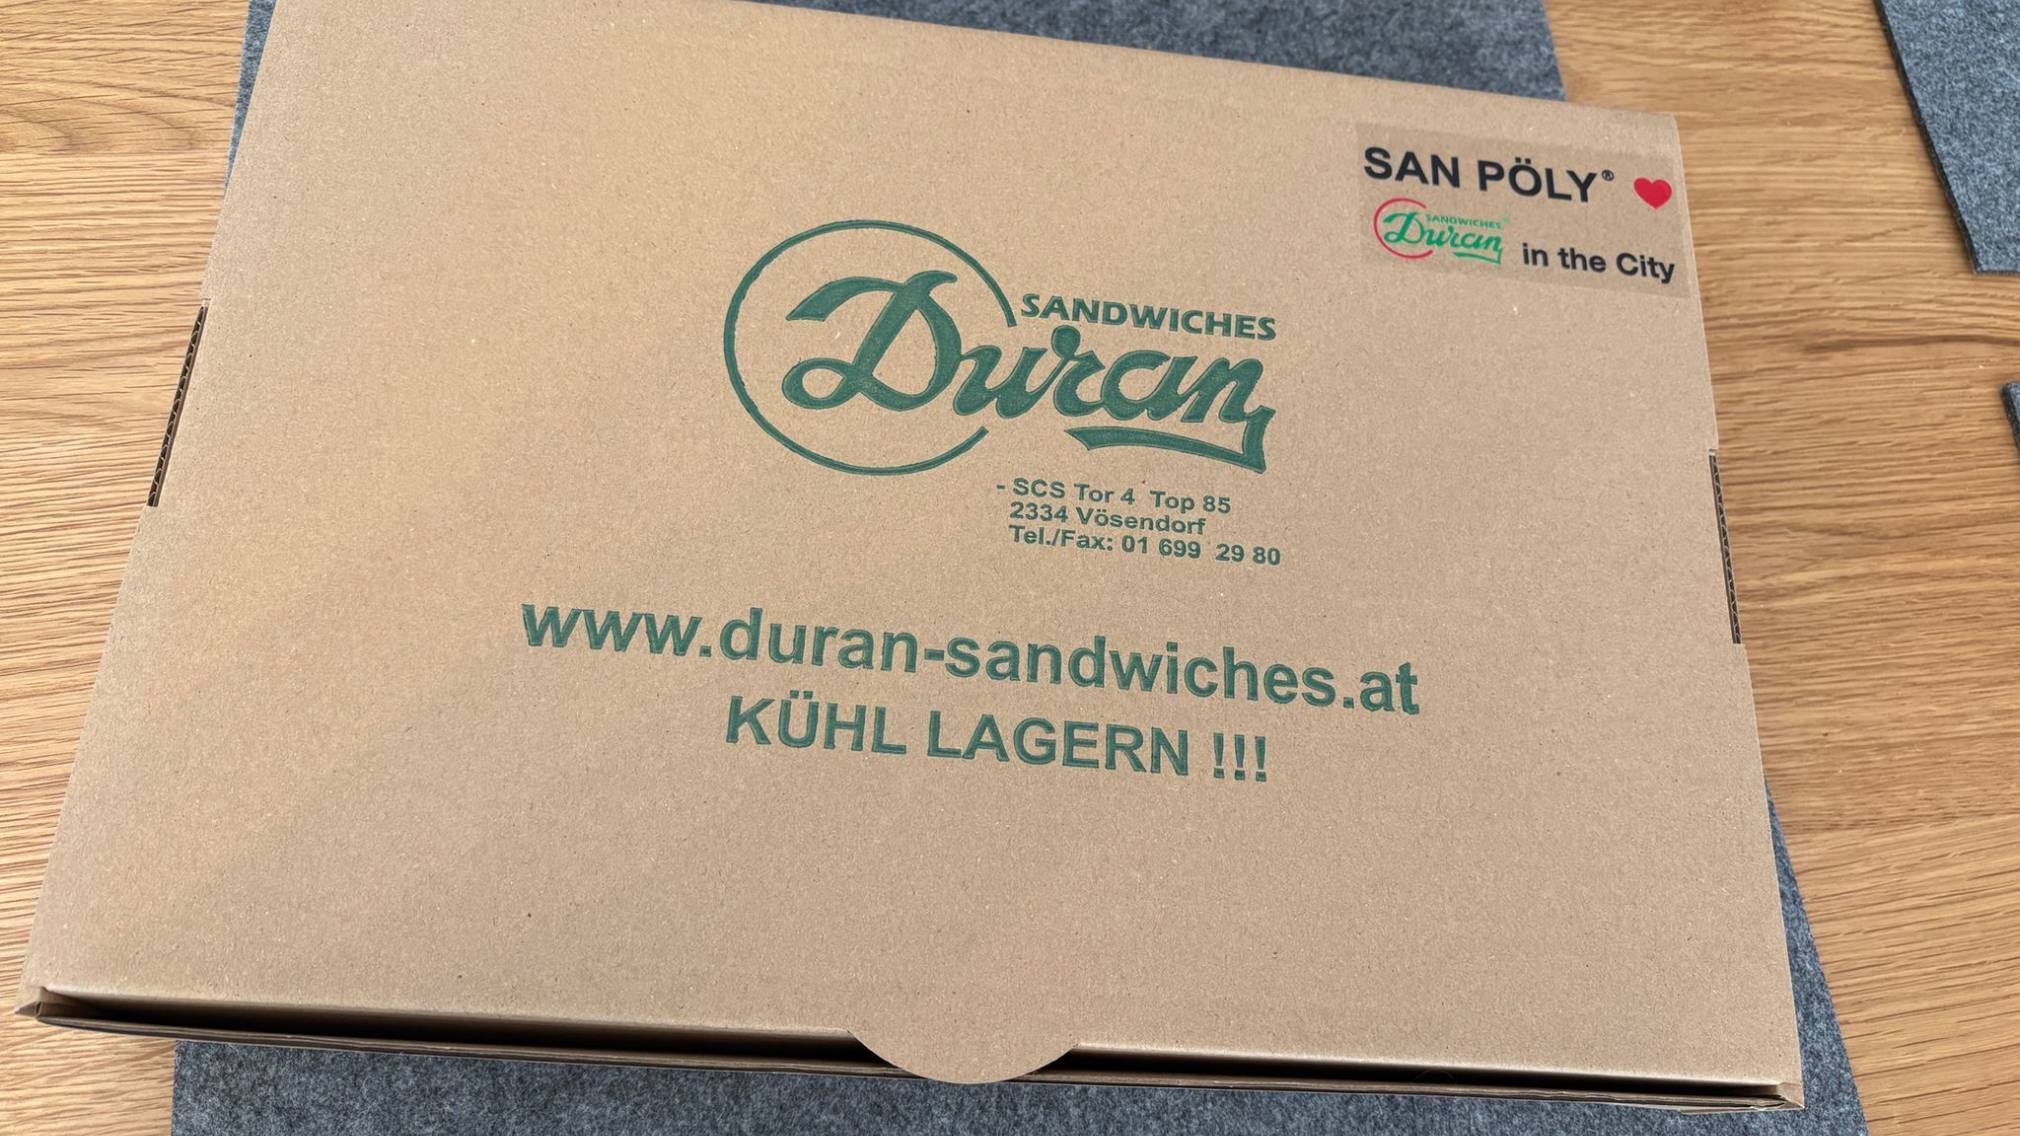 SAN PÖLY® ❤
SANDWICHES®
Duran in the City
SANDWICHES
Duran
- SCS Tor 4 Top 85
2334 Vösendorf
Tel./Fax: 01 699 29 80
www.duran-sandwiches.at
KÜHL LAGERN !!!